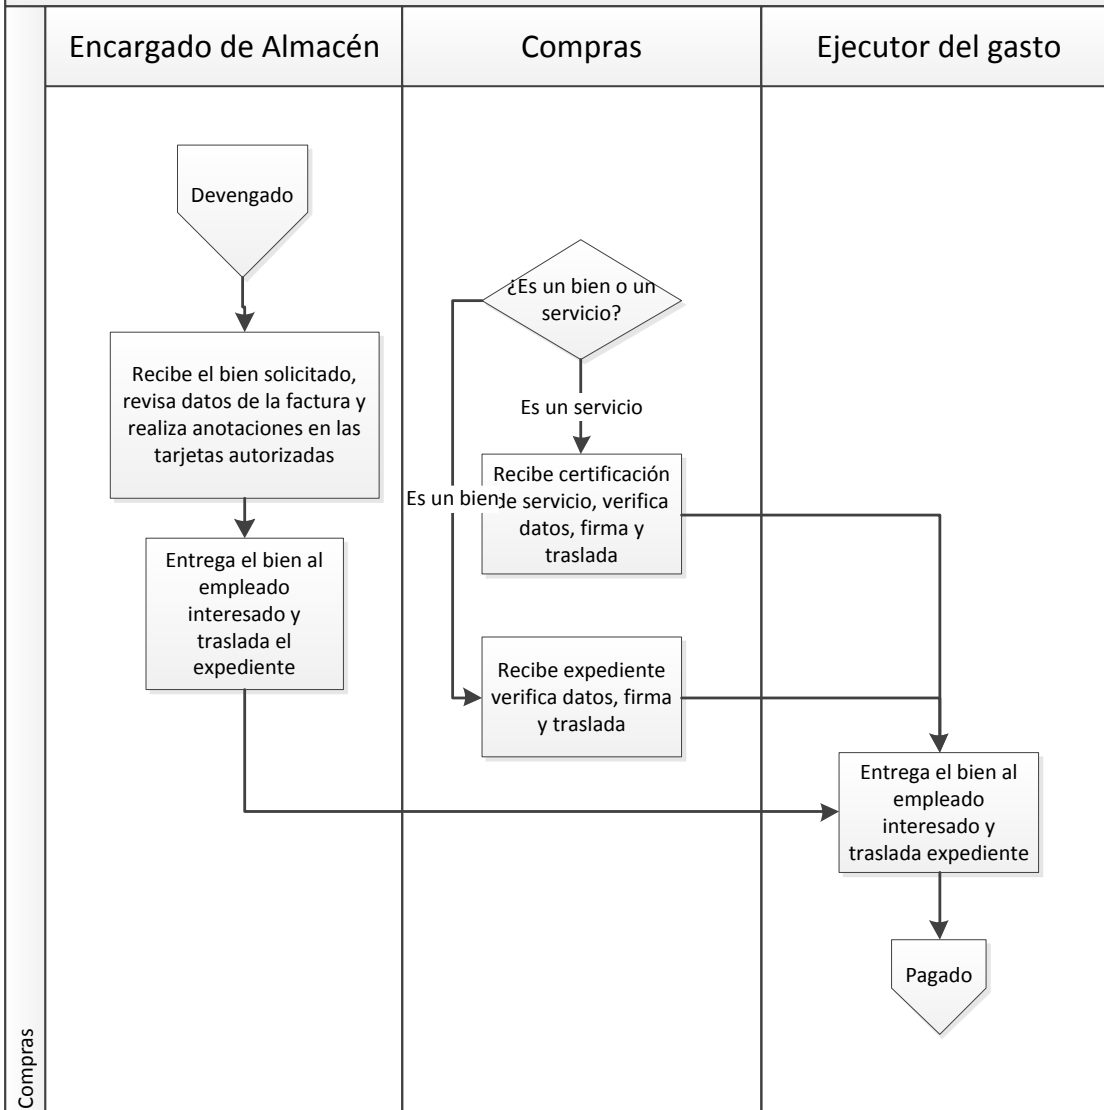 Encargado de Almacén
Compras
Ejecutor del gasto
Devengado
Recibe el bien solicitado,
revisa datos de la factura y
realiza anotaciones en las
tarjetas autorizadas
Entrega el bien al
empleado
interesado y
traslada el
expediente
¿Es un bien o un
servicio?
Es un servicio
Es un bien
Recibe certificación
de servicio, verifica
datos, firma y
traslada
Recibe expediente
verifica datos, firma
y traslada
Entrega el bien al
empleado
interesado y
traslada expediente
Pagado
Compras